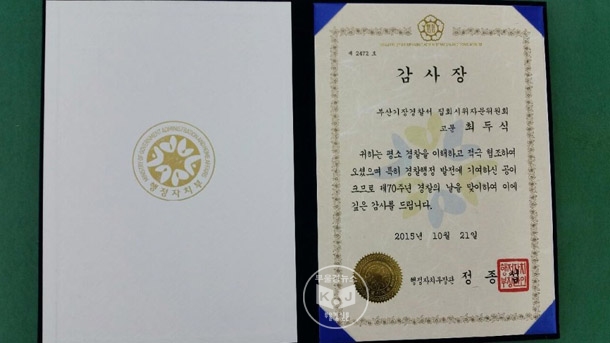 제 2472 호
감사장
부산기장경찰서 집회시위자문위원회
고문 최두식
귀하는 평소 경찰을 이해하고 적극 협조하여
오셨으며 특히 경찰행정 발전에 기여하신 공이
크므로 제70주년 경찰의 날을 맞이하여 이에
깊은 감사를 드립니다.
2015년 10월 21일
행정자치부장관 정종섭
행정자치부